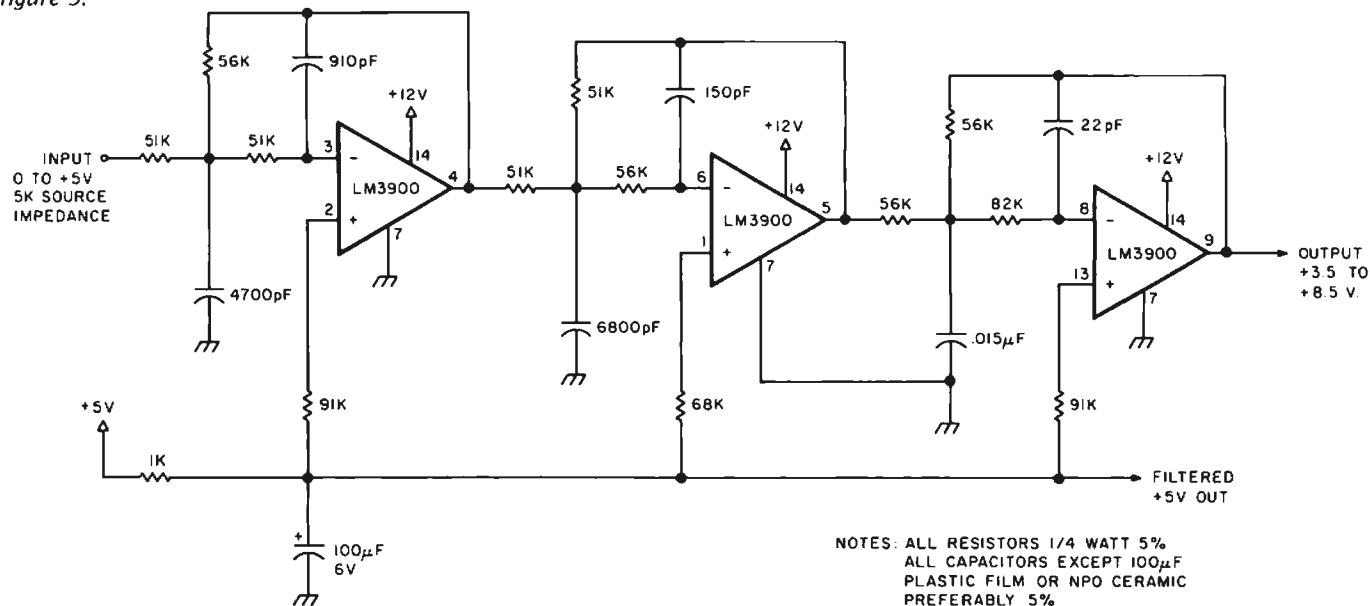 figure 5.
56K
910pF
+12V
51K
51K
3
-
14
LM3900
4
2
+
7
INPUT
0 TO +5V
5K SOURCE
IMPEDANCE
4700pF
91K
51K
150pF
+12V
51K
56K
6
-
14
LM3900
5
1
+
7
6800pF
68K
56K
22pF
+12V
56K
82K
8
-
14
LM3900
9
13
+
7
OUTPUT
+3.5 TO
+8.5 V.
.015μF
91K
+5V
1K
+
100μF
6V
FILTERED
+5V OUT
NOTES: ALL RESISTORS 1/4 WATT 5%
ALL CAPACITORS EXCEPT 100μF
PLASTIC FILM OR NPO CERAMIC
PREFERABLY 5%